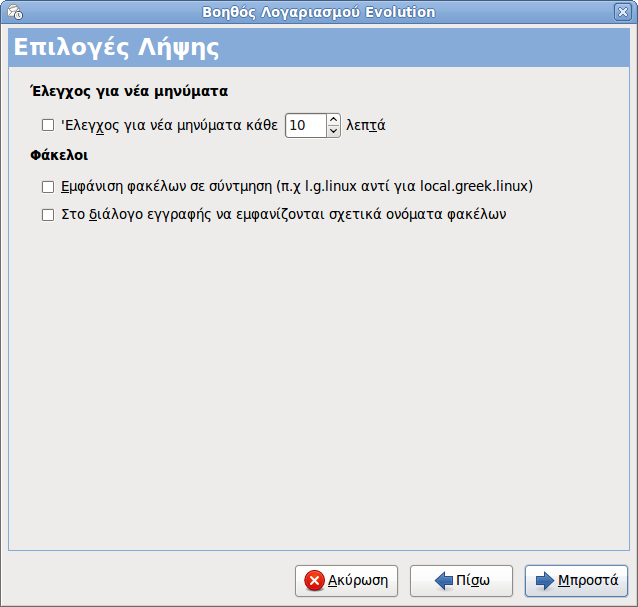 Βοηθός Λογαριασμού Evolution
Επιλογές Λήψης
Έλεγχος για νέα μηνύματα
'Ελεγχος για νέα μηνύματα κάθε 10 λεπτά
Φάκελοι
Εμφάνιση φακέλων σε σύντμηση (π.χ l.g.linux αντί για local.greek.linux)
Στο διάλογο εγγραφής να εμφανίζονται σχετικά ονόματα φακέλων
Ακύρωση Πίσω Μπροστά